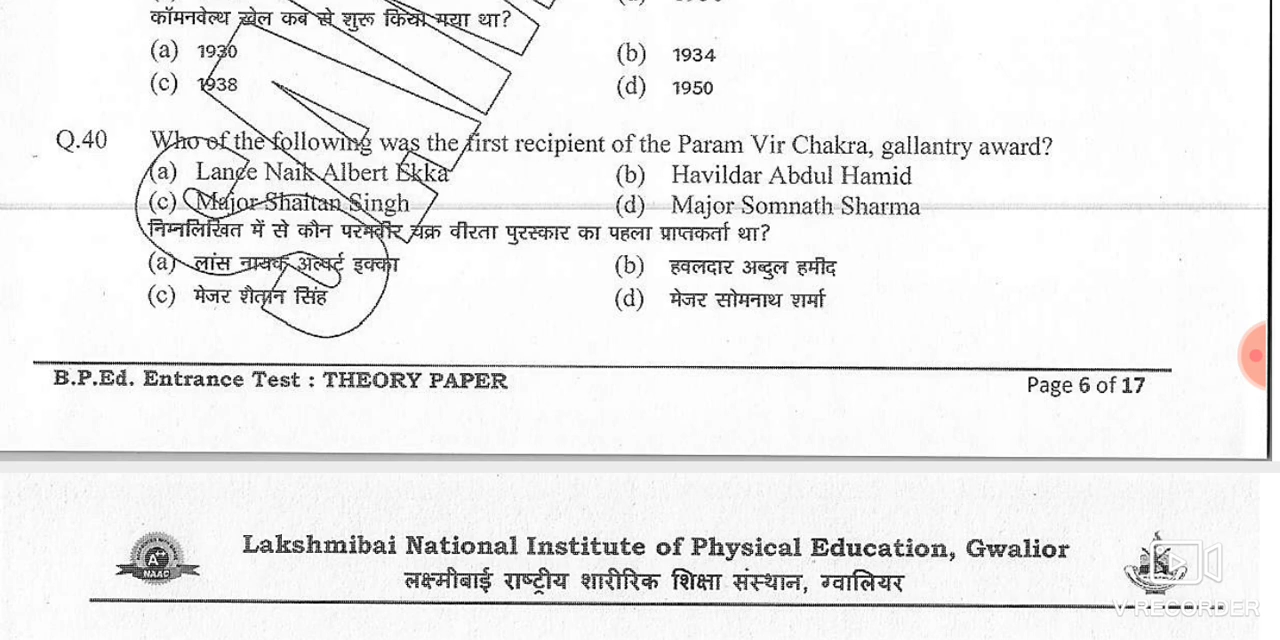 कॉमनवेल्थ खेल कब से शुरू किया गया था?
(a) 1930 (b) 1934
(c) 1938 (d) 1950
Q.40 Who of the following was the first recipient of the Param Vir Chakra, gallantry award?
(a) Lance Naik Albert Ekka (b) Havildar Abdul Hamid
(c) Major Shaitan Singh (d) Major Somnath Sharma
निम्नलिखित में से कौन परमवीर चक्र वीरता पुरस्कार का पहला प्राप्तकर्ता था?
(a) लांस नायक अल्बर्ट इक्का (b) हवलदार अब्दुल हमीद
(c) मेजर शैतान सिंह (d) मेजर सोमनाथ शर्मा
B.P.Ed. Entrance Test : THEORY PAPER Page 6 of 17
Lakshmibai National Institute of Physical Education, Gwalior
लक्ष्मीबाई राष्ट्रीय शारीरिक शिक्षा संस्थान, ग्वालियर
NAAC
V RECORDER